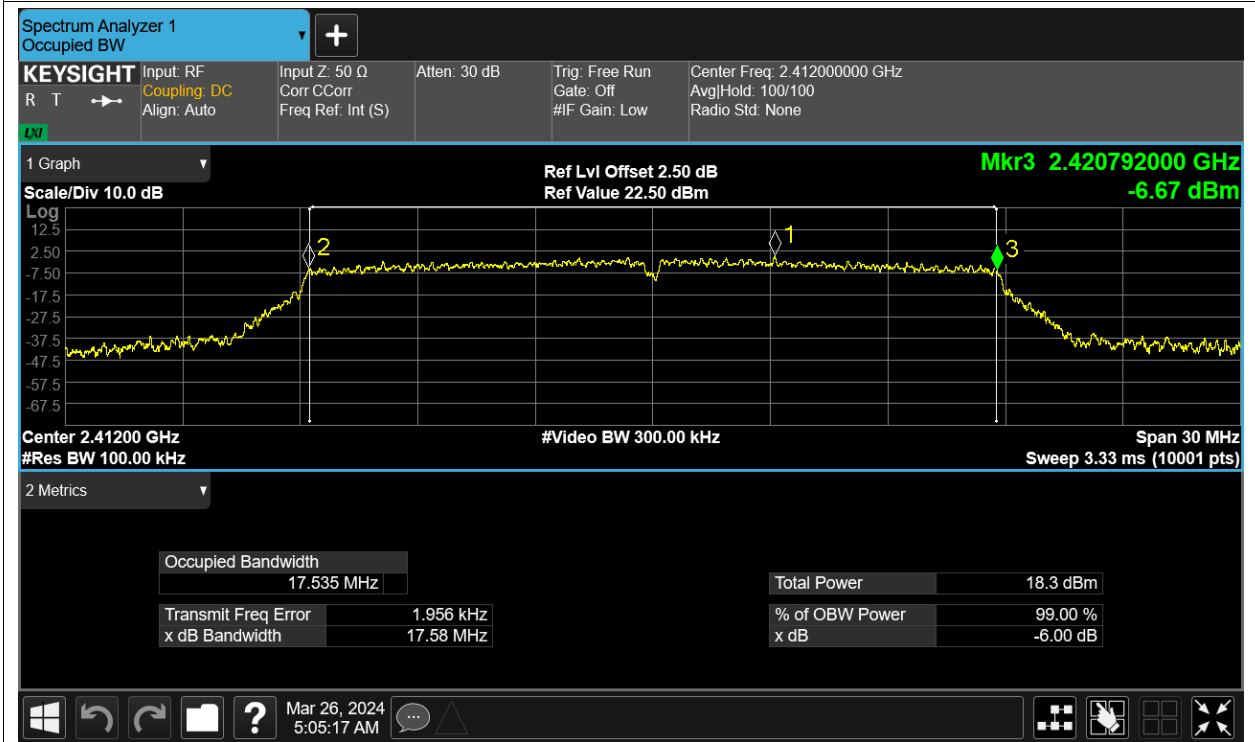 Spectrum Analyzer 1
Occupied BW
KEYSIGHT
R T
LXI
Input: RF
Coupling: DC
Align: Auto
Input Z: 50 Ω
Corr CCorr
Freq Ref: Int (S)
Atten: 30 dB
Trig: Free Run
Gate: Off
#IF Gain: Low
Center Freq: 2.412000000 GHz
Avg|Hold: 100/100
Radio Std: None
1 Graph
Scale/Div 10.0 dB
Ref Lvl Offset 2.50 dB
Ref Value 22.50 dBm
Mkr3 2.420792000 GHz
-6.67 dBm
Log
12.5
2.50
-7.50
-17.5
-27.5
-37.5
-47.5
-57.5
-67.5
2
1
3
Center 2.41200 GHz
#Res BW 100.00 kHz
#Video BW 300.00 kHz
Span 30 MHz
Sweep 3.33 ms (10001 pts)
2 Metrics
Occupied Bandwidth
17.535 MHz
Transmit Freq Error 1.956 kHz
x dB Bandwidth 17.58 MHz
Total Power 18.3 dBm
% of OBW Power 99.00 %
x dB -6.00 dB
?
Mar 26, 2024
5:05:17 AM